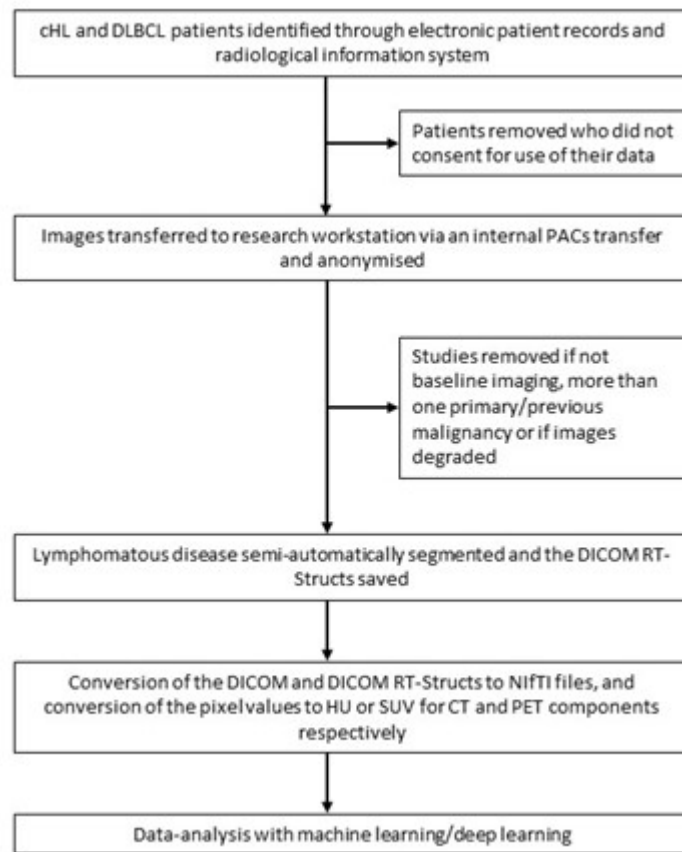 cHL and DLBCL patients identified through electronic patient records and
radiological information system
Patients removed who did not
consent for use of their data
Images transferred to research workstation via an internal PACs transfer
and anonymised
Studies removed if not
baseline imaging, more than
one primary/previous
malignancy or if images
degraded
Lymphomatous disease semi-automatically segmented and the DICOM RT-
Structs saved
Conversion of the DICOM and DICOM RT-Structs to NIfTI files, and
conversion of the pixel values to HU or SUV for CT and PET components
respectively
Data-analysis with machine learning/deep learning